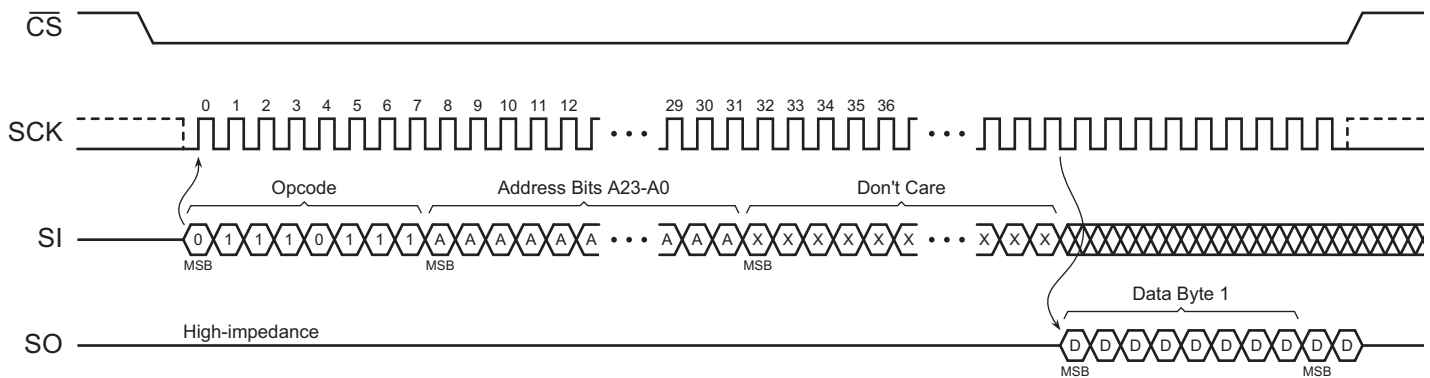 CS
0 1 2 3 4 5 6 7 8 9 10 11 12 29 30 31 32 33 34 35 36
SCK
Opcode Address Bits A23-A0 Don't Care
SI 0 1 1 1 0 1 1 1 A A A A A A A A A X X X X X X X X X
MSB MSB MSB
Data Byte 1
High-impedance
SO D D D D D D D D D D
MSB MSB